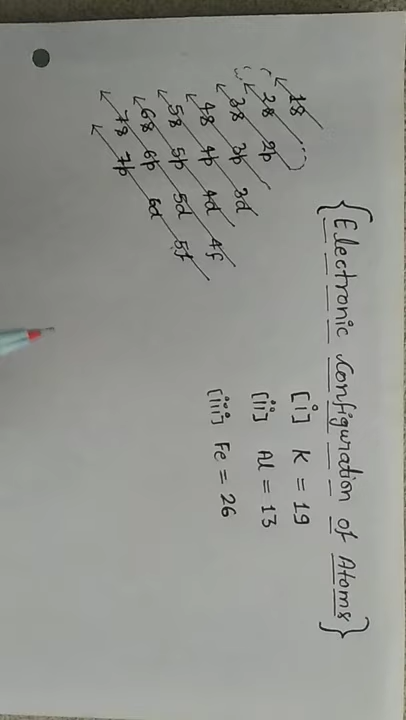 {Electronic Configuration of Atoms}
1s
2s 2p
3s 3p 3d
4s 4p 4d 4f
5s 5p 5d 5f
6s 6p 6d
7s 7p
[i] K = 19
[ii] Al = 13
[iii] Fe = 26